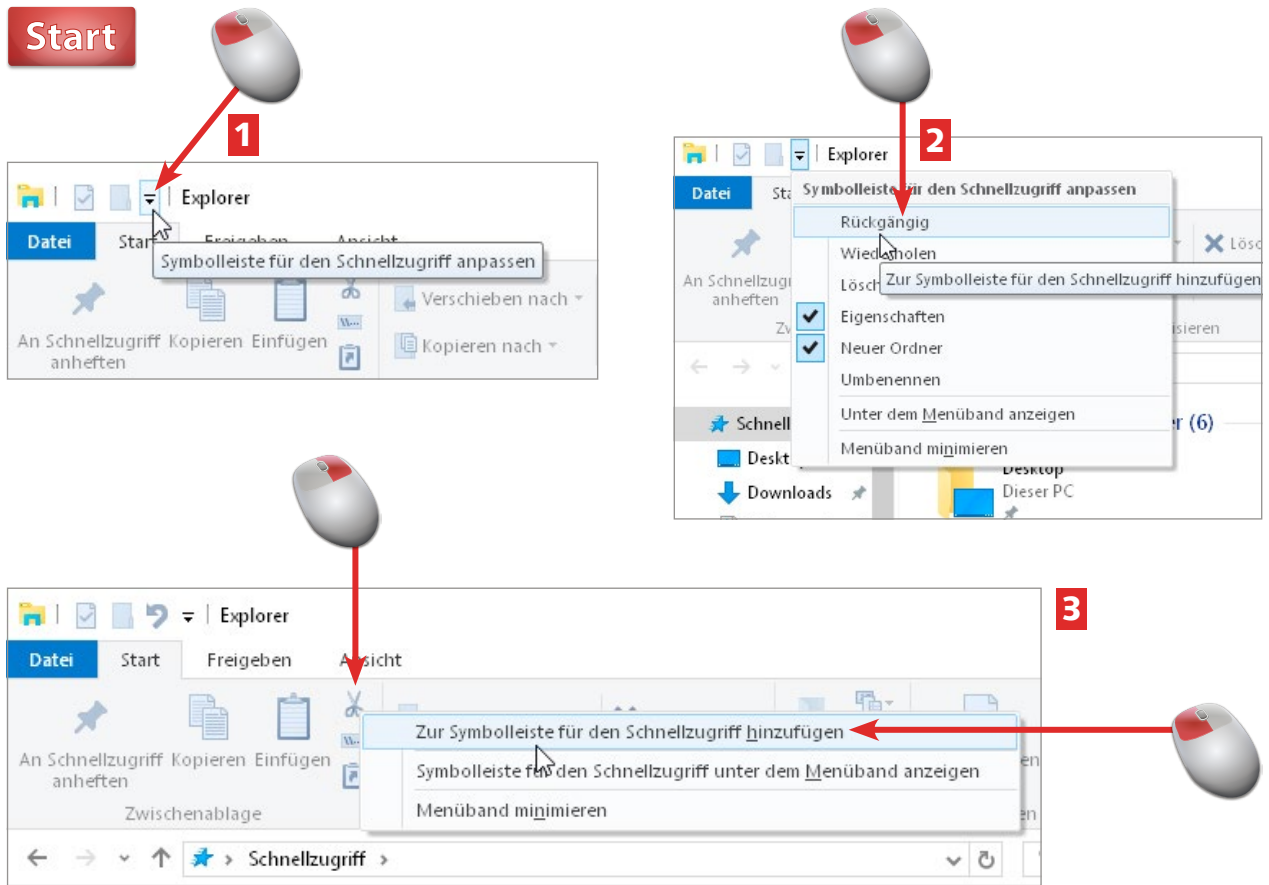 Start
1
Explorer
Datei Start Freigeben Ansicht
Symbolleiste für den Schnellzugriff anpassen
Verschieben nach
An Schnellzugriff anheften
Kopieren
Einfügen
Kopieren nach
2
Explorer
Datei
Symbolleiste für den Schnellzugriff anpassen
Rückgängig
Wiederholen
Zur Symbolleiste für den Schnellzugriff hinzufügen
Eigenschaften
Neuer Ordner
Umbenennen
Unter dem Menüband anzeigen
Menüband minimieren
anheften
(6)
Desktop
Dieser PC
Downloads
3
Explorer
Datei Start Freigeben Ansicht
Zur Symbolleiste für den Schnellzugriff hinzufügen
Symbolleiste für den Schnellzugriff unter dem Menüband anzeigen
Menüband minimieren
An Schnellzugriff anheften
Kopieren
Einfügen
Zwischenablage
Schnellzugriff